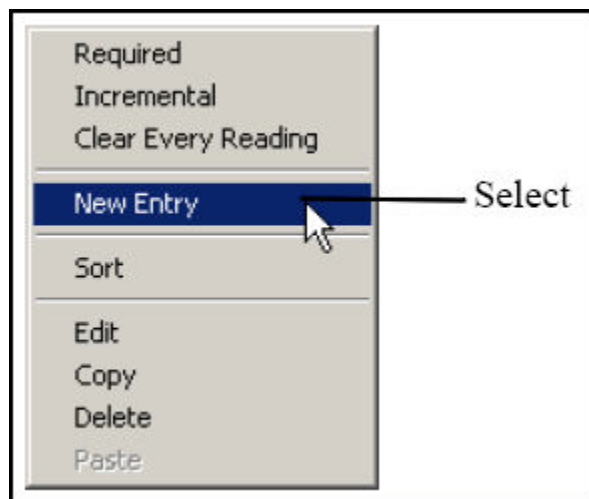 Required
Incremental
Clear Every Reading
New Entry
Select
Sort
Edit
Copy
Delete
Paste